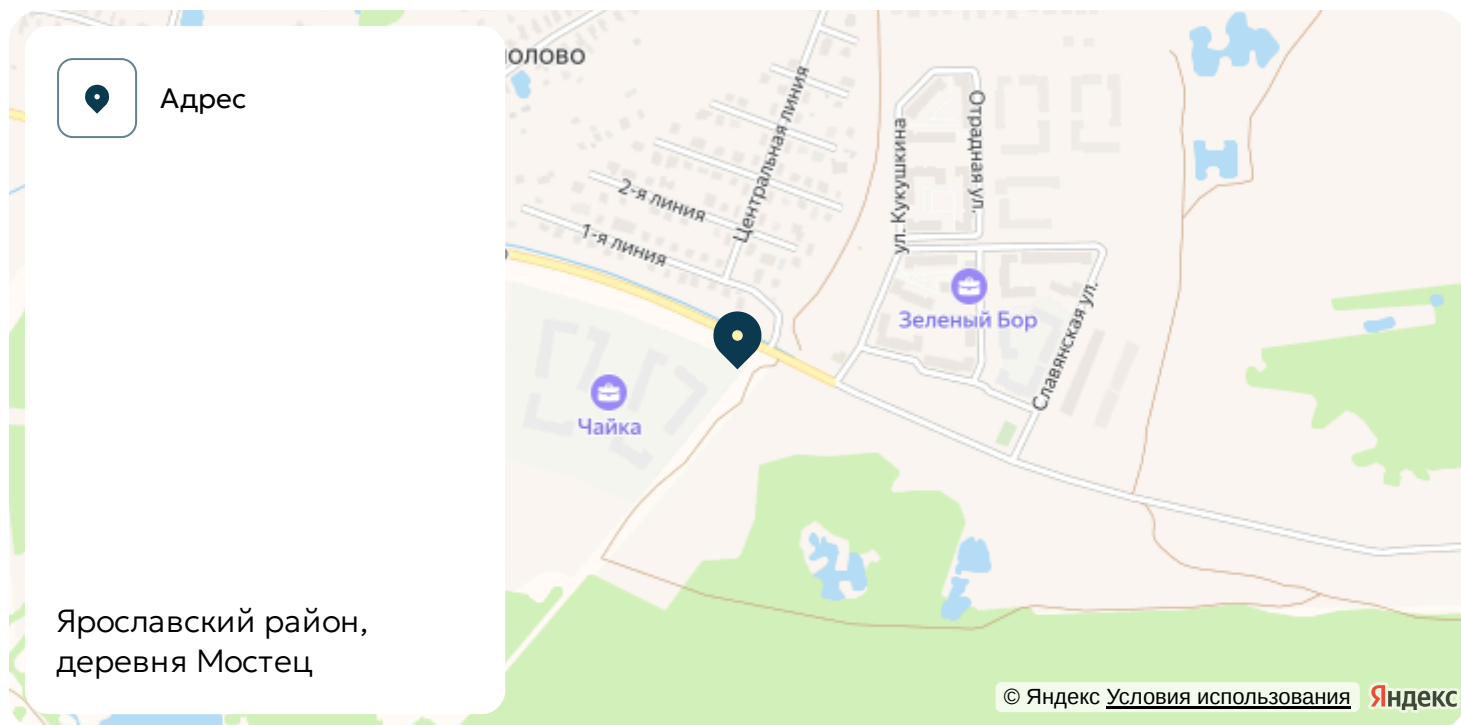 Адрес
Ярославский район,
деревня Мостец
Центральная линия
2-я линия
1-я линия
ул. Кукушкина
Отрадная ул.
Зеленый Бор
Славянская ул.
Чайка
© Яндекс Условия использования
Яндекс